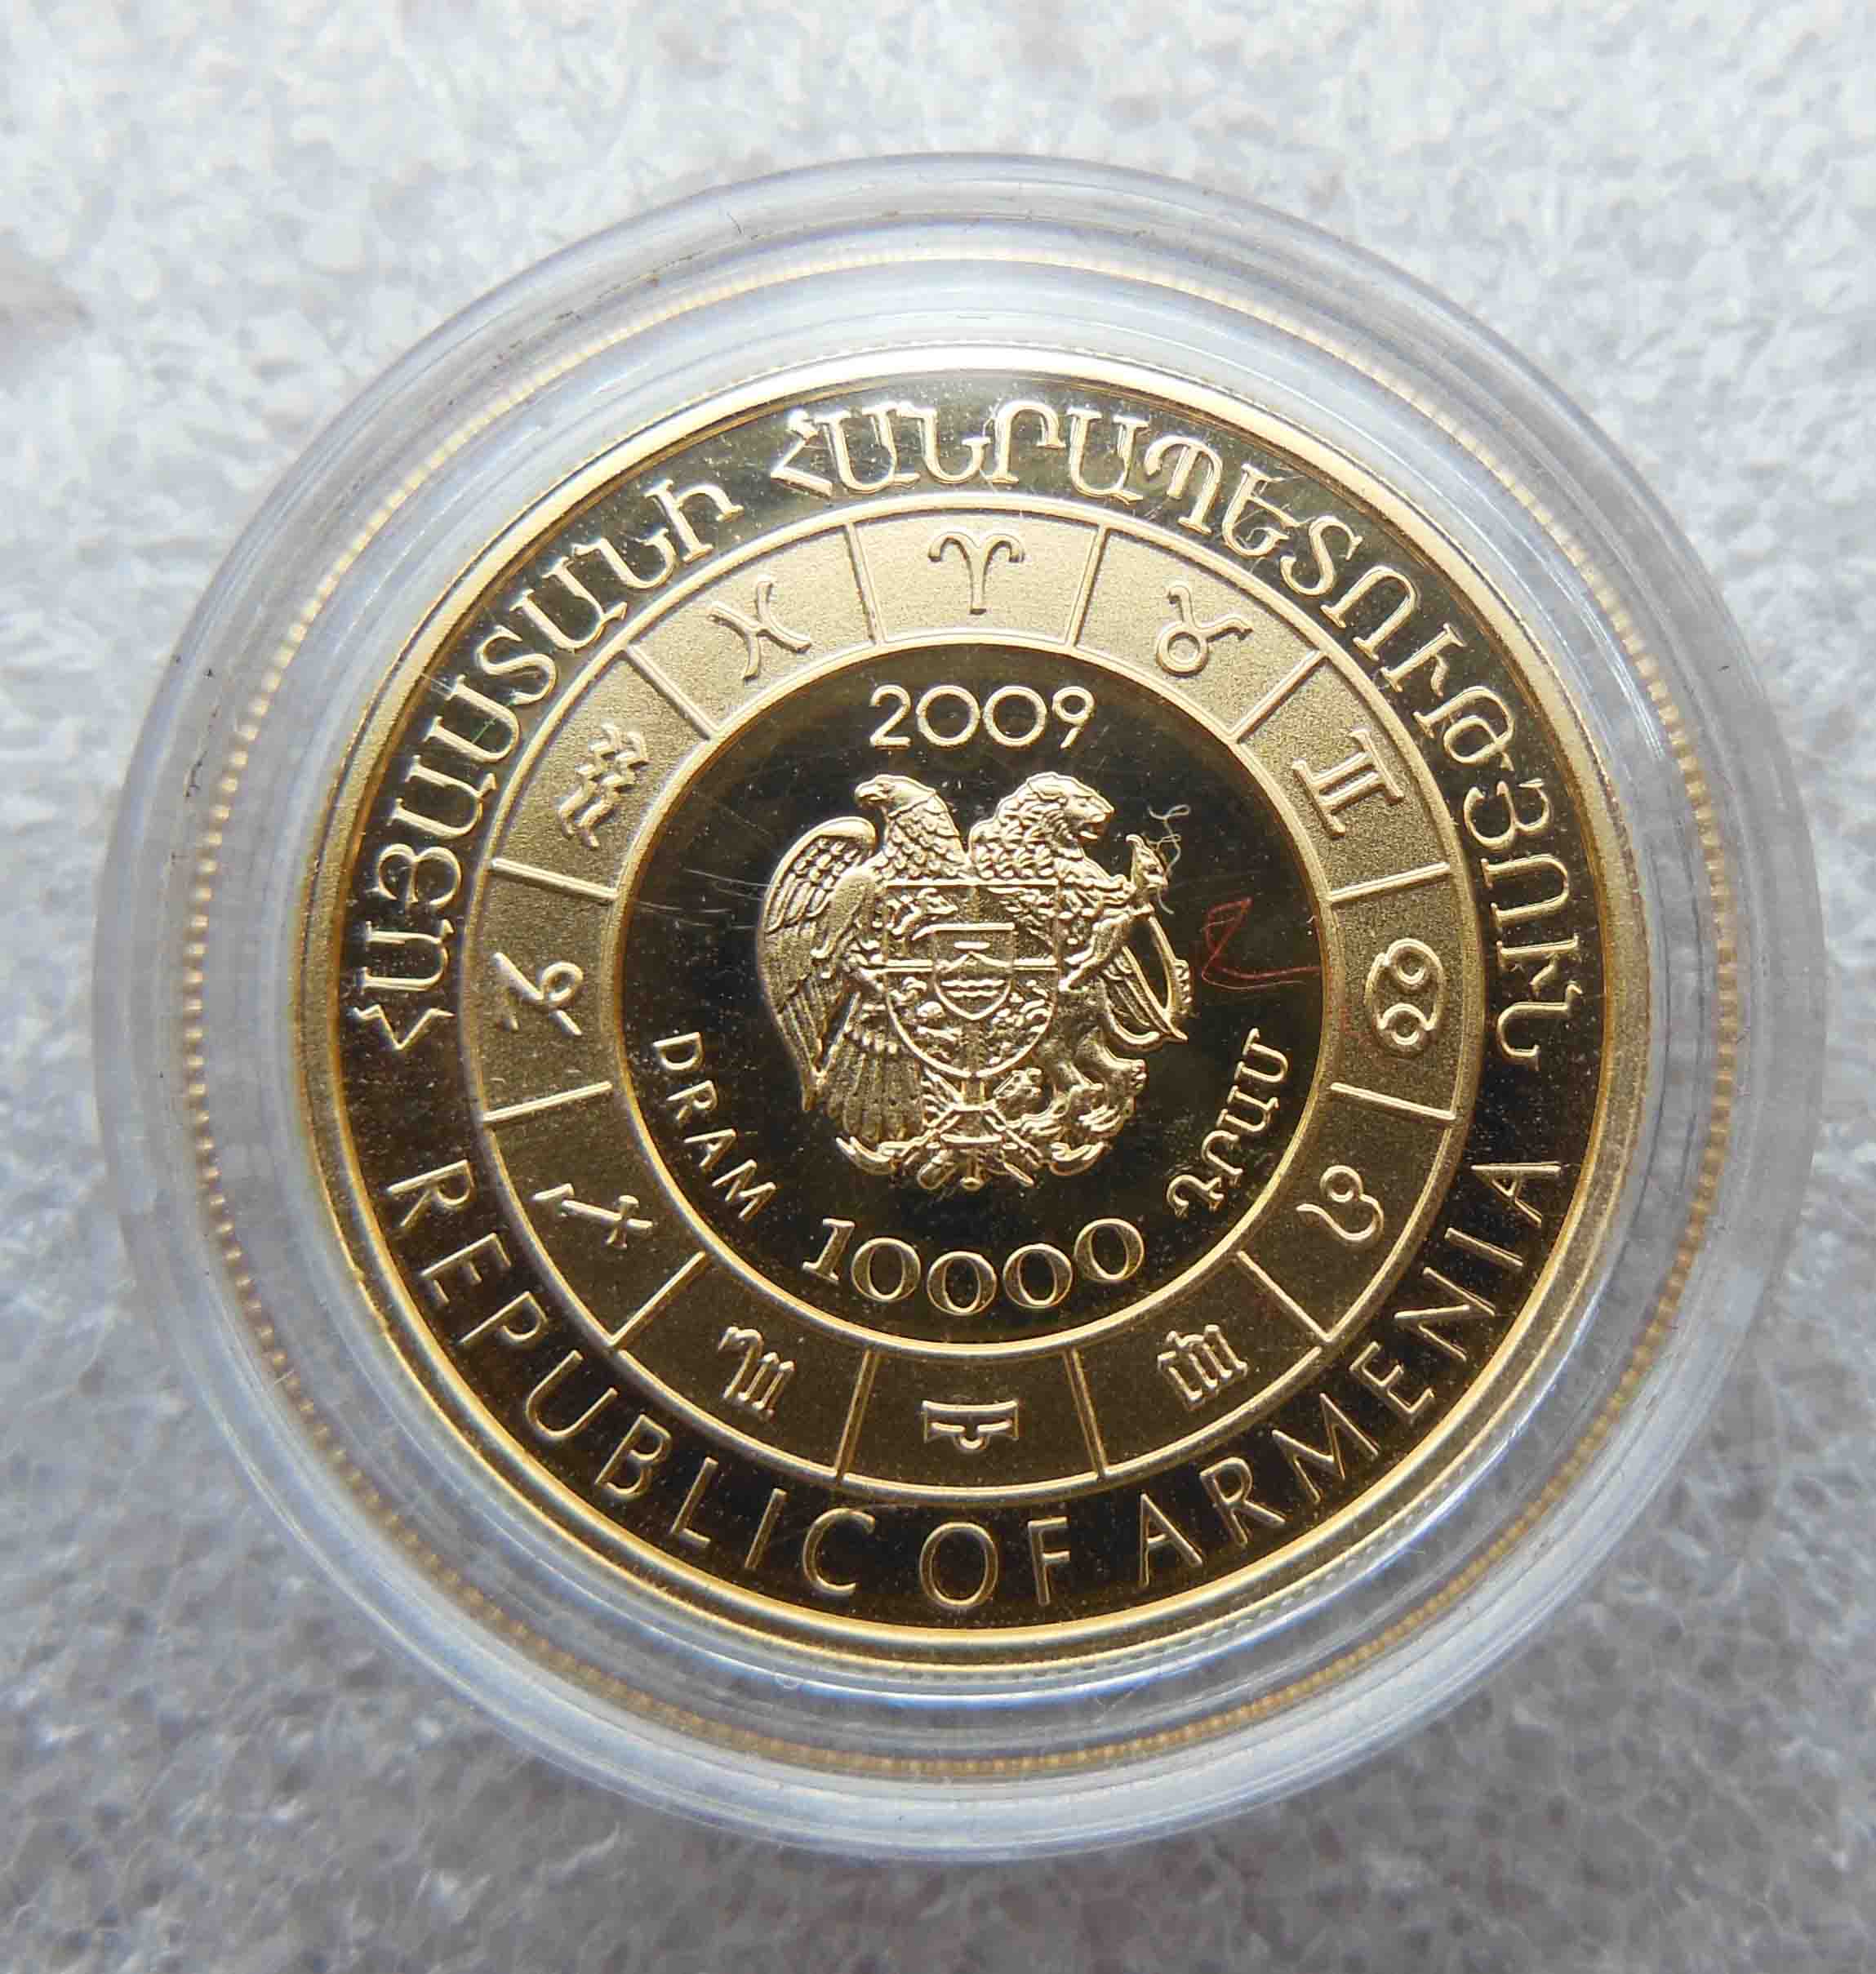 ՀԱՅԱՍՏԱՆԻ ՀԱՆՐԱՊԵՏՈՒԹՅՈՒՆ
2009
DRAM 10000 ԴՐԱՄ
REPUBLIC OF ARMENIA